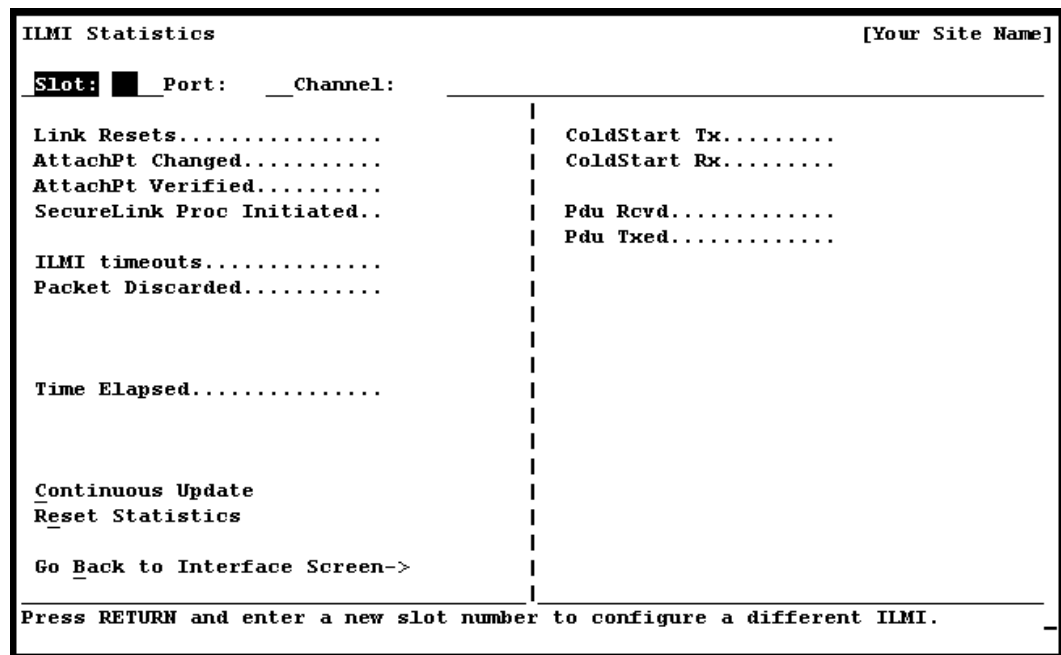 ILMI Statistics [Your Site Name]
Slot: Port: Channel:
Link Resets...............
AttachPt Changed...........
AttachPt Verified..........
SecureLink Proc Initiated..
ILMI timeouts..............
Packet Discarded...........
Time Elapsed...............
Continuous Update
Reset Statistics
Go Back to Interface Screen->
ColdStart Tx.........
ColdStart Rx.........
Pdu Rcvd.............
Pdu Txed.............
Press RETURN and enter a new slot number to configure a different ILMI.